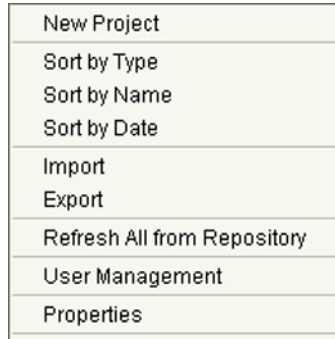 New Project
Sort by Type
Sort by Name
Sort by Date
Import
Export
Refresh All from Repository
User Management
Properties